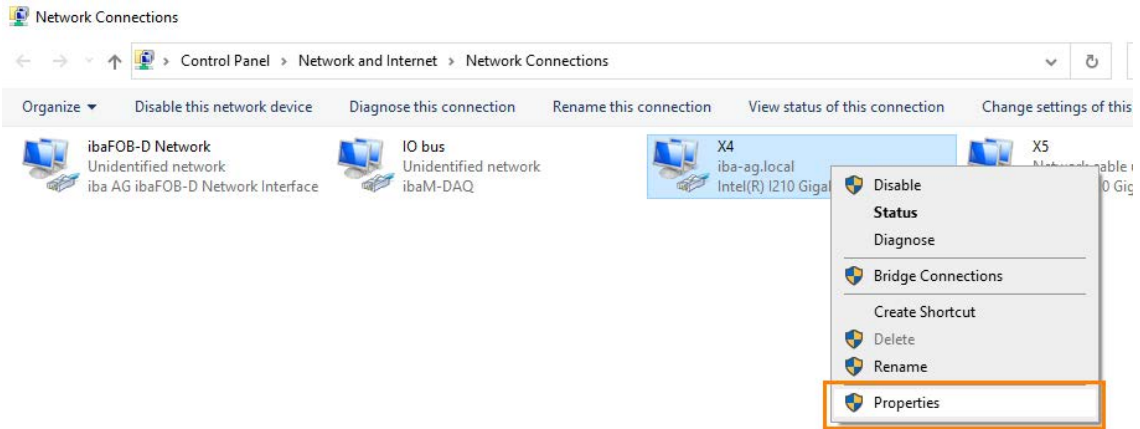 Network Connections
Control Panel > Network and Internet > Network Connections
Organize Disable this network device Diagnose this connection Rename this connection View status of this connection Change settings of this
ibaFOB-D Network
Unidentified network
iba AG ibaFOB-D Network Interface
IO bus
Unidentified network
ibaM-DAQ
X4
iba-ag.local
Intel(R) I210
X5
Disable
Status
Diagnose
Bridge Connections
Create Shortcut
Delete
Rename
Properties